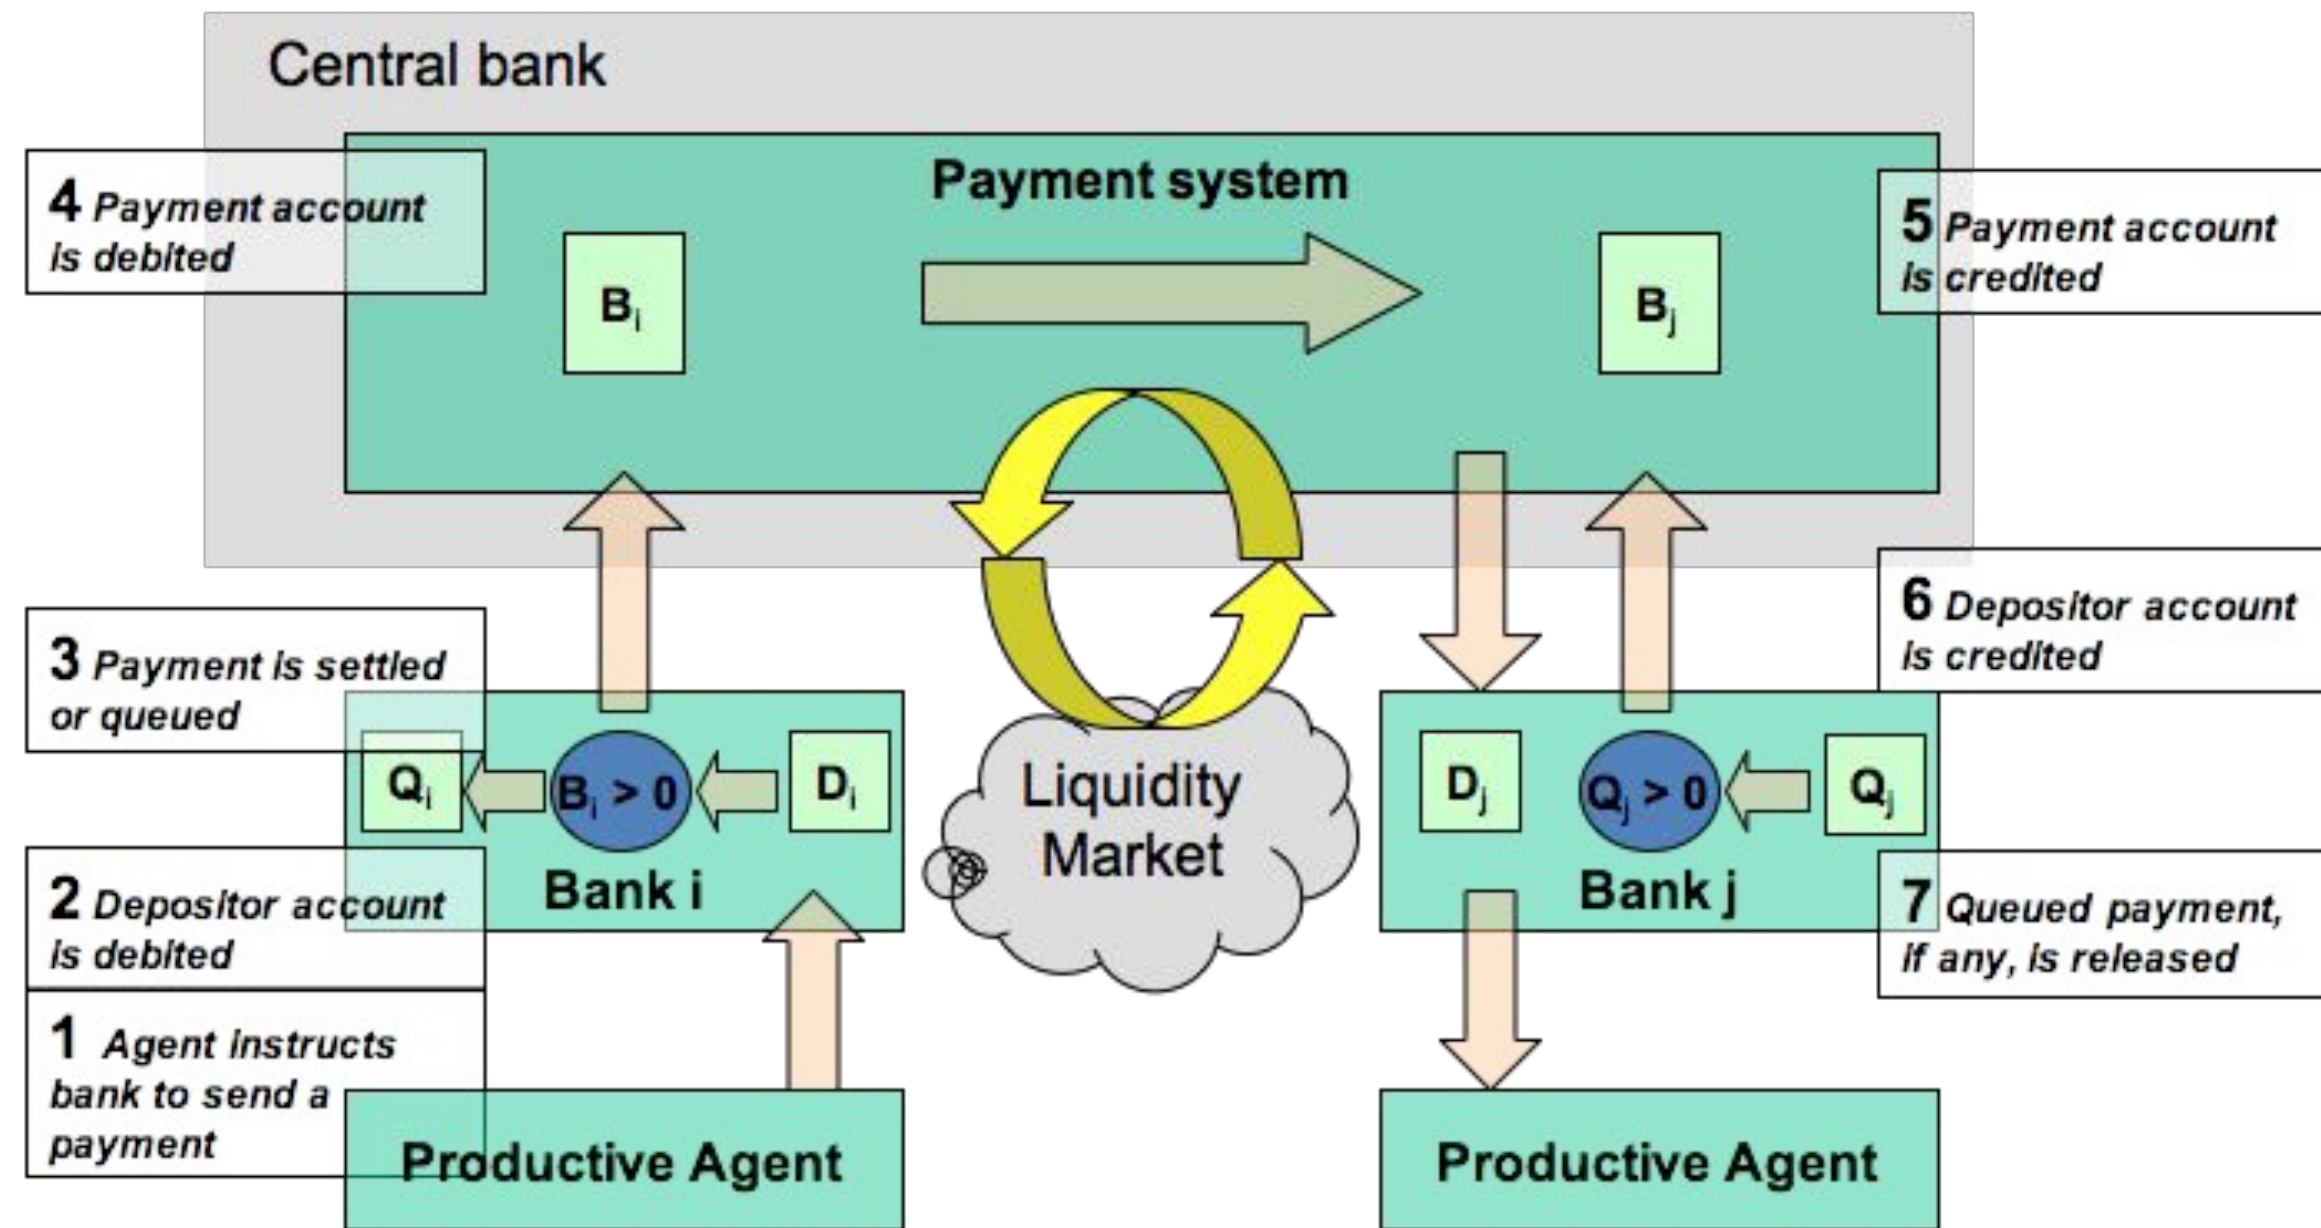 Central bank
Payment system
4 Payment account
is debited
5 Payment account
is credited
B_i
B_j
3 Payment is settled
or queued
6 Depositor account
is credited
Q_i
B_i > 0
D_i
Liquidity
Market
D_j
Q_j > 0
Q_j
Bank i
Bank j
2 Depositor account
is debited
7 Queued payment,
if any, is released
1 Agent instructs
bank to send a
payment
Productive Agent
Productive Agent